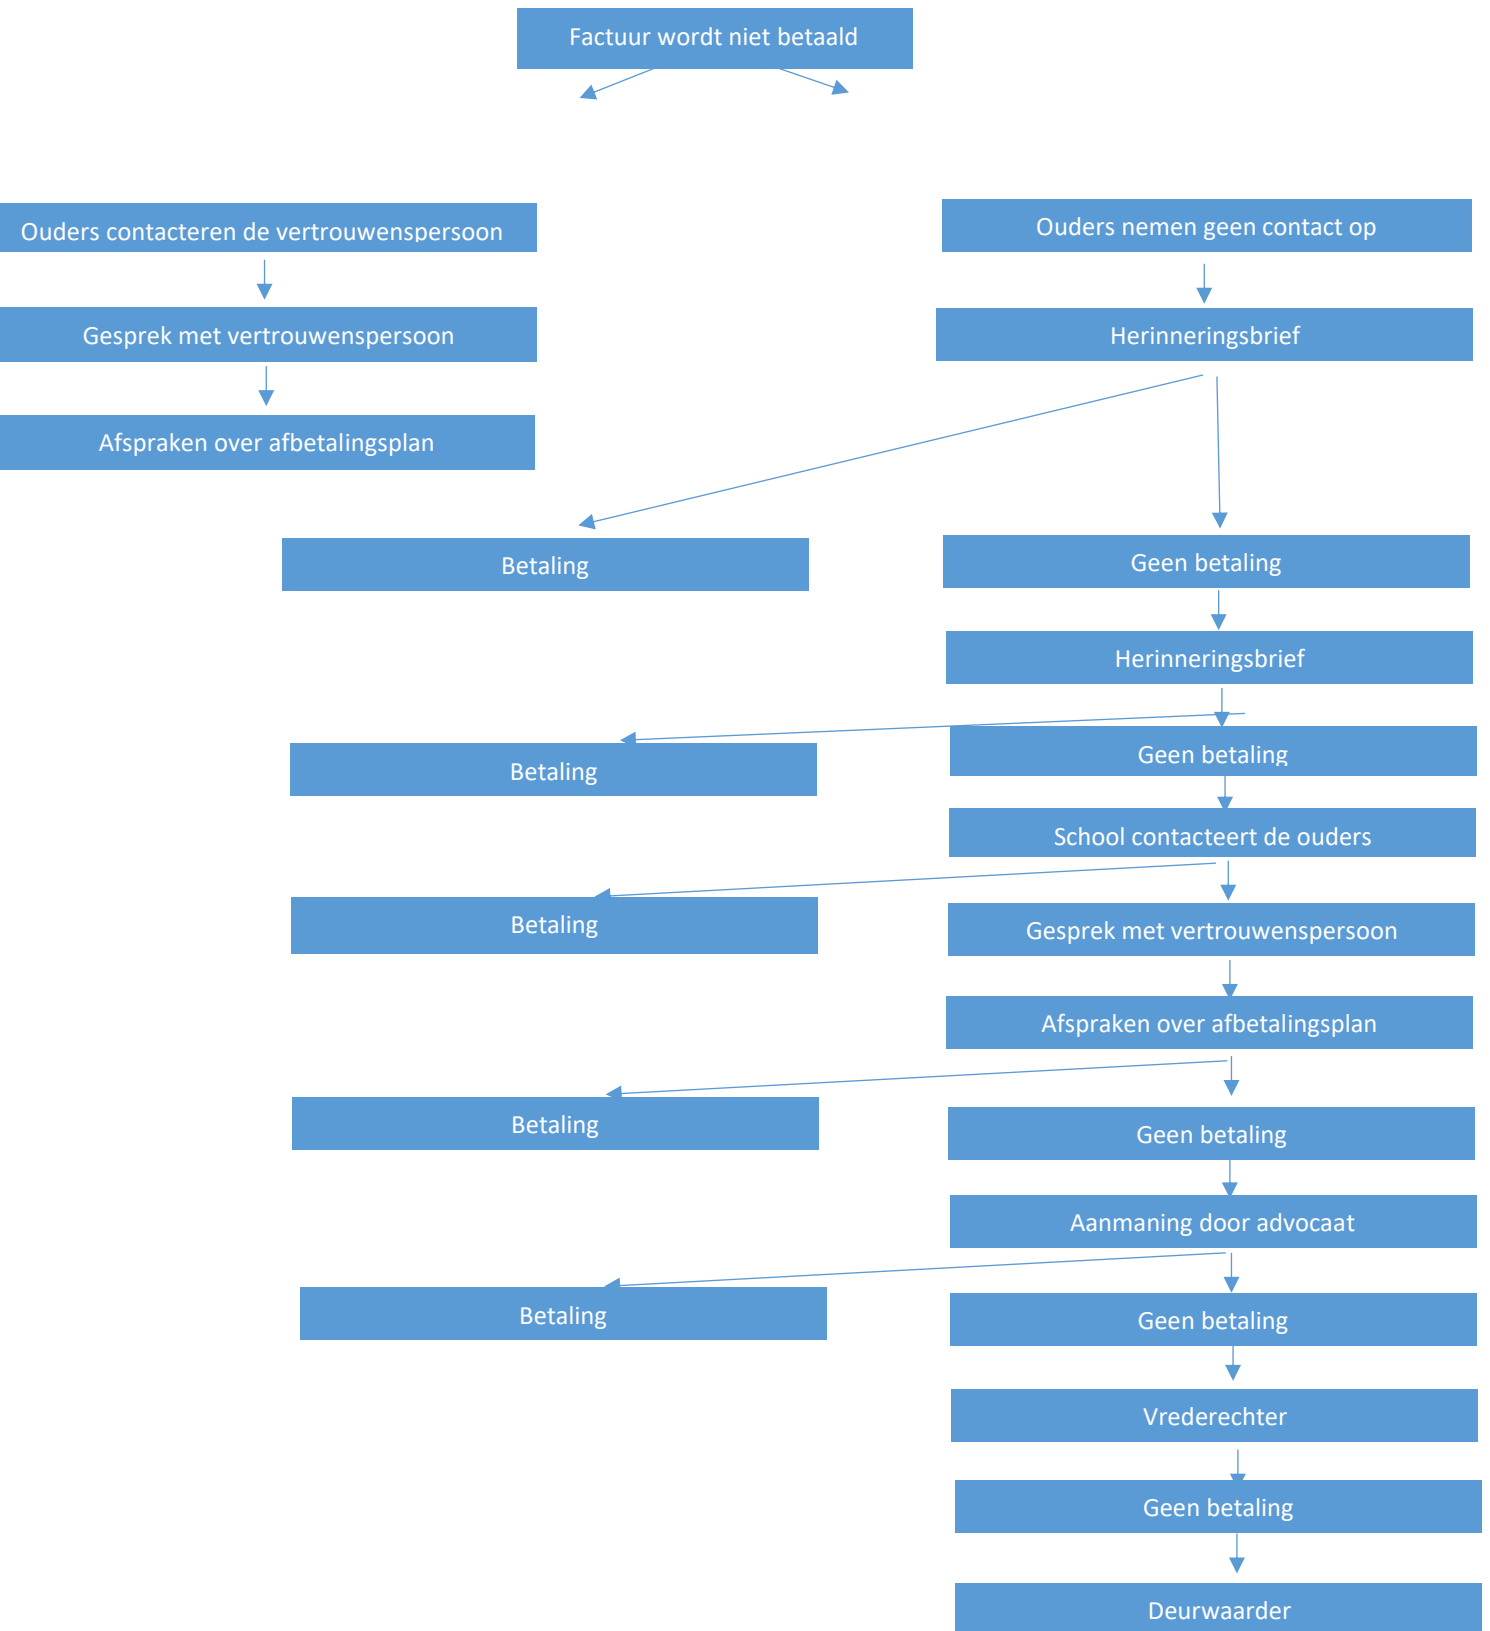 Factuur wordt niet betaald
Ouders contacteren de vertrouwenspersoon
Ouders nemen geen contact op
Gesprek met vertrouwenspersoon
Herinneringsbrief
Afspraken over afbetalingsplan
Betaling
Geen betaling
Herinneringsbrief
Betaling
Geen betaling
School contacteert de ouders
Betaling
Gesprek met vertrouwenspersoon
Afspraken over afbetalingsplan
Betaling
Geen betaling
Aanmaning door advocaat
Betaling
Geen betaling
Vrederechter
Geen betaling
Deurwaarder